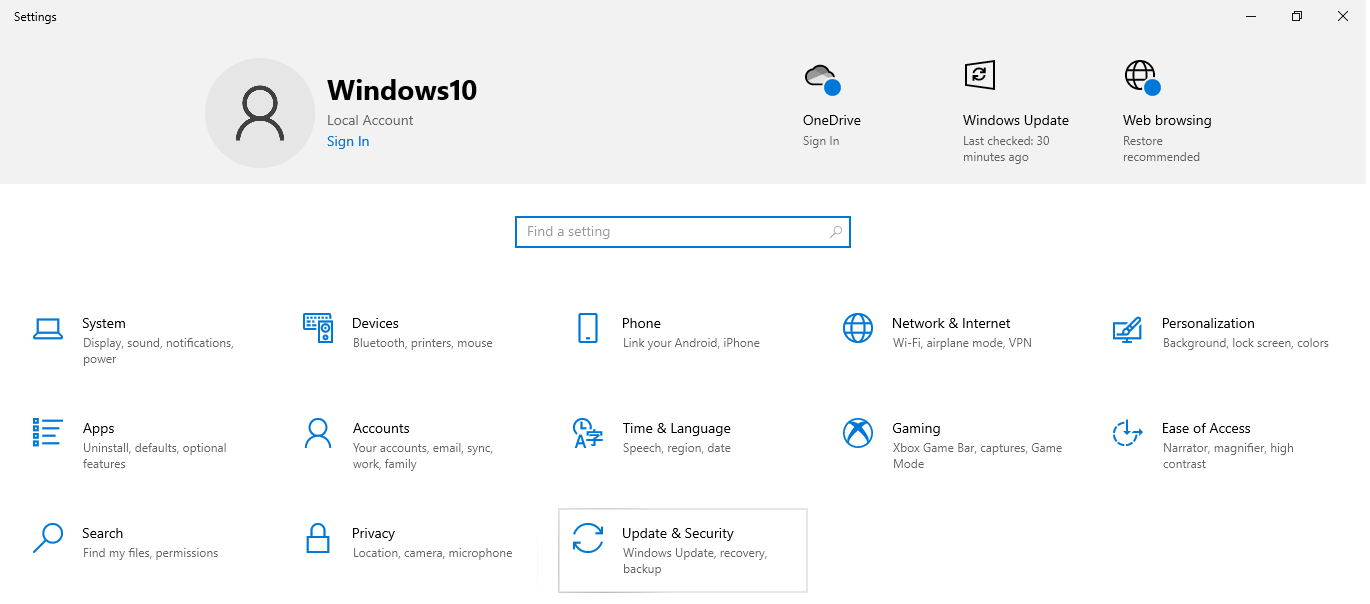 Settings
Windows10
Local Account
Sign In
OneDrive
Sign In
Windows Update
Last checked: 30
minutes ago
Web browsing
Restore
recommended
Find a setting
System
Display, sound, notifications,
power
Devices
Bluetooth, printers, mouse
Phone
Link your Android, iPhone
Network & Internet
Wi-Fi, airplane mode, VPN
Personalization
Background, lock screen, colors
Apps
Uninstall, defaults, optional
features
Accounts
Your accounts, email, sync,
work, family
Time & Language
Speech, region, date
Gaming
Xbox Game Bar, captures, Game
Mode
Ease of Access
Narrator, magnifier, high
contrast
Search
Find my files, permissions
Privacy
Location, camera, microphone
Update & Security
Windows Update, recovery,
backup